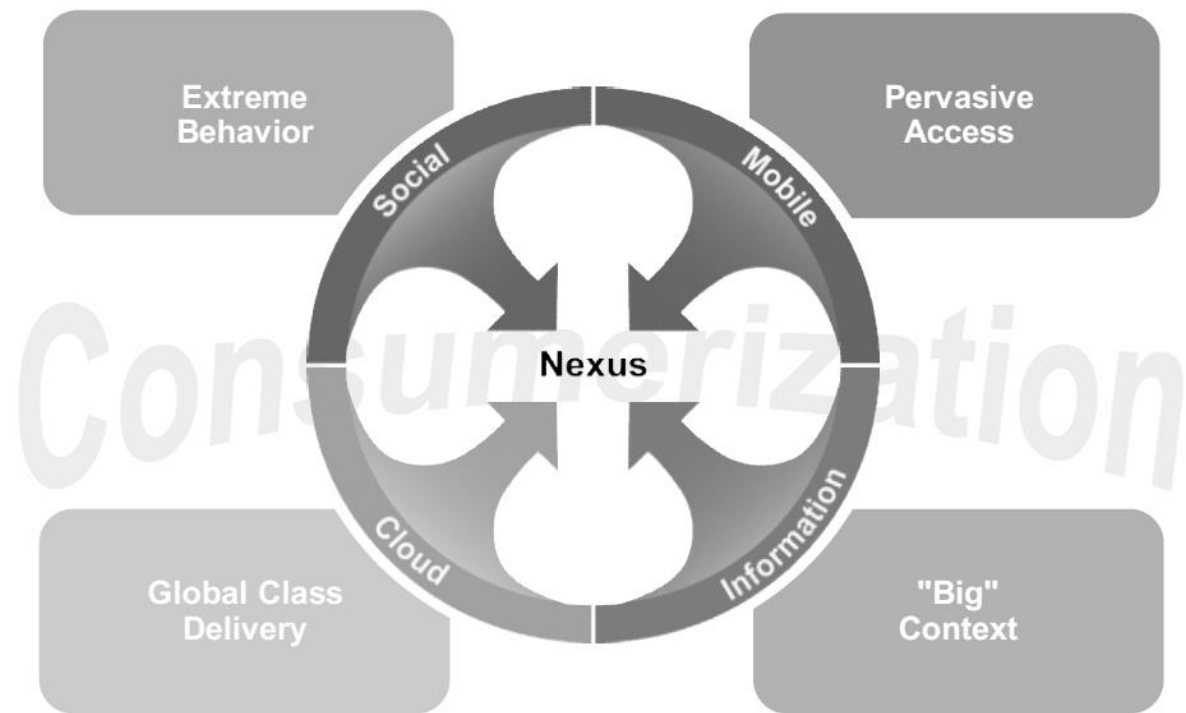 Extreme
Behavior
Pervasive
Access
Social
Mobile
Consumerization
Nexus
Cloud
Information
Global Class
Delivery
"Big"
Context